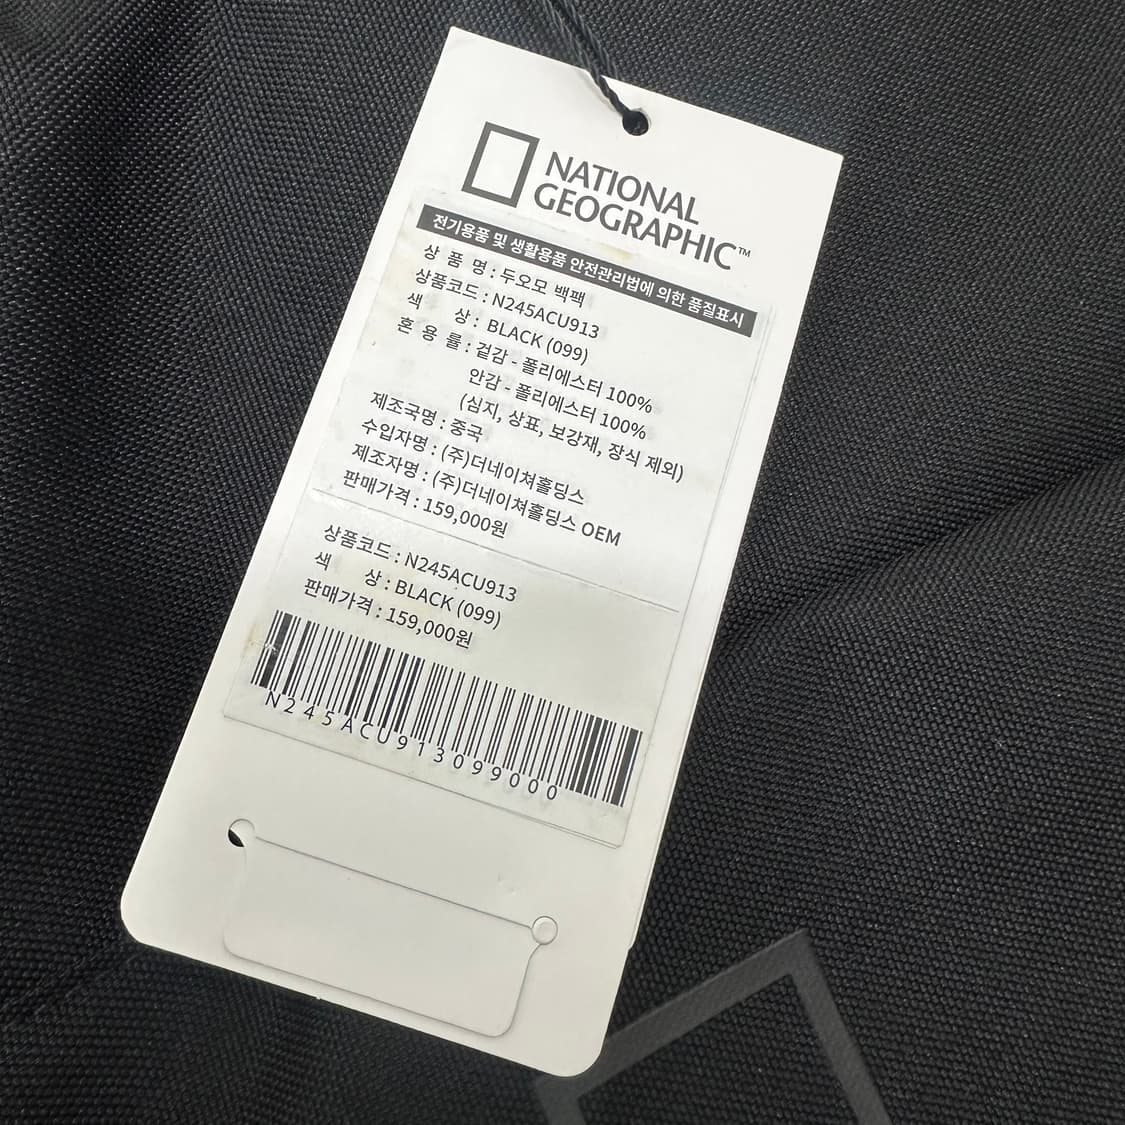 NATIONAL
GEOGRAPHIC™
전기용품 및 생활용품 안전관리법에 의한 품질표시
상 품 명 : 두오모 백팩
상품코드 : N245ACU913
색 상 : BLACK (099)
혼 용 률 : 겉감 - 폴리에스터 100%
안감 - 폴리에스터 100%
(심지, 상표, 보강재, 장식 제외)
제조국명 : 중국
수입자명 : (주)더네이쳐홀딩스
제조자명 : (주)더네이쳐홀딩스 OEM
판매가격 : 159,000원
상품코드 : N245ACU913
색 상 : BLACK (099)
판매가격 : 159,000원
N245ACU913099000